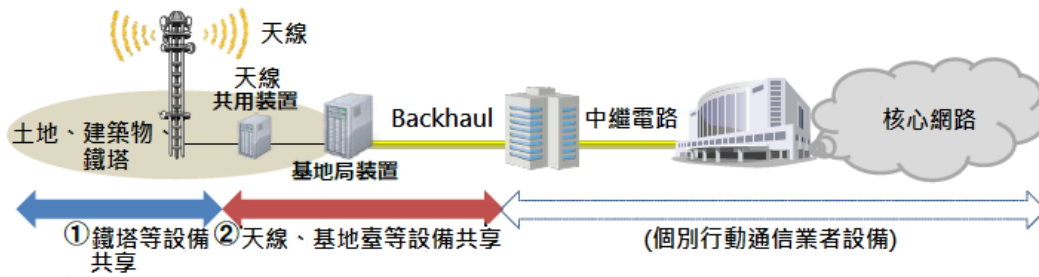 天線
天線
共用裝置
土地、建築物、
鐵塔
基地局裝置
Backhaul
中繼電路
核心網路
①鐵塔等設備
共享
②天線、基地臺等設備共享
(個別行動通信業者設備)